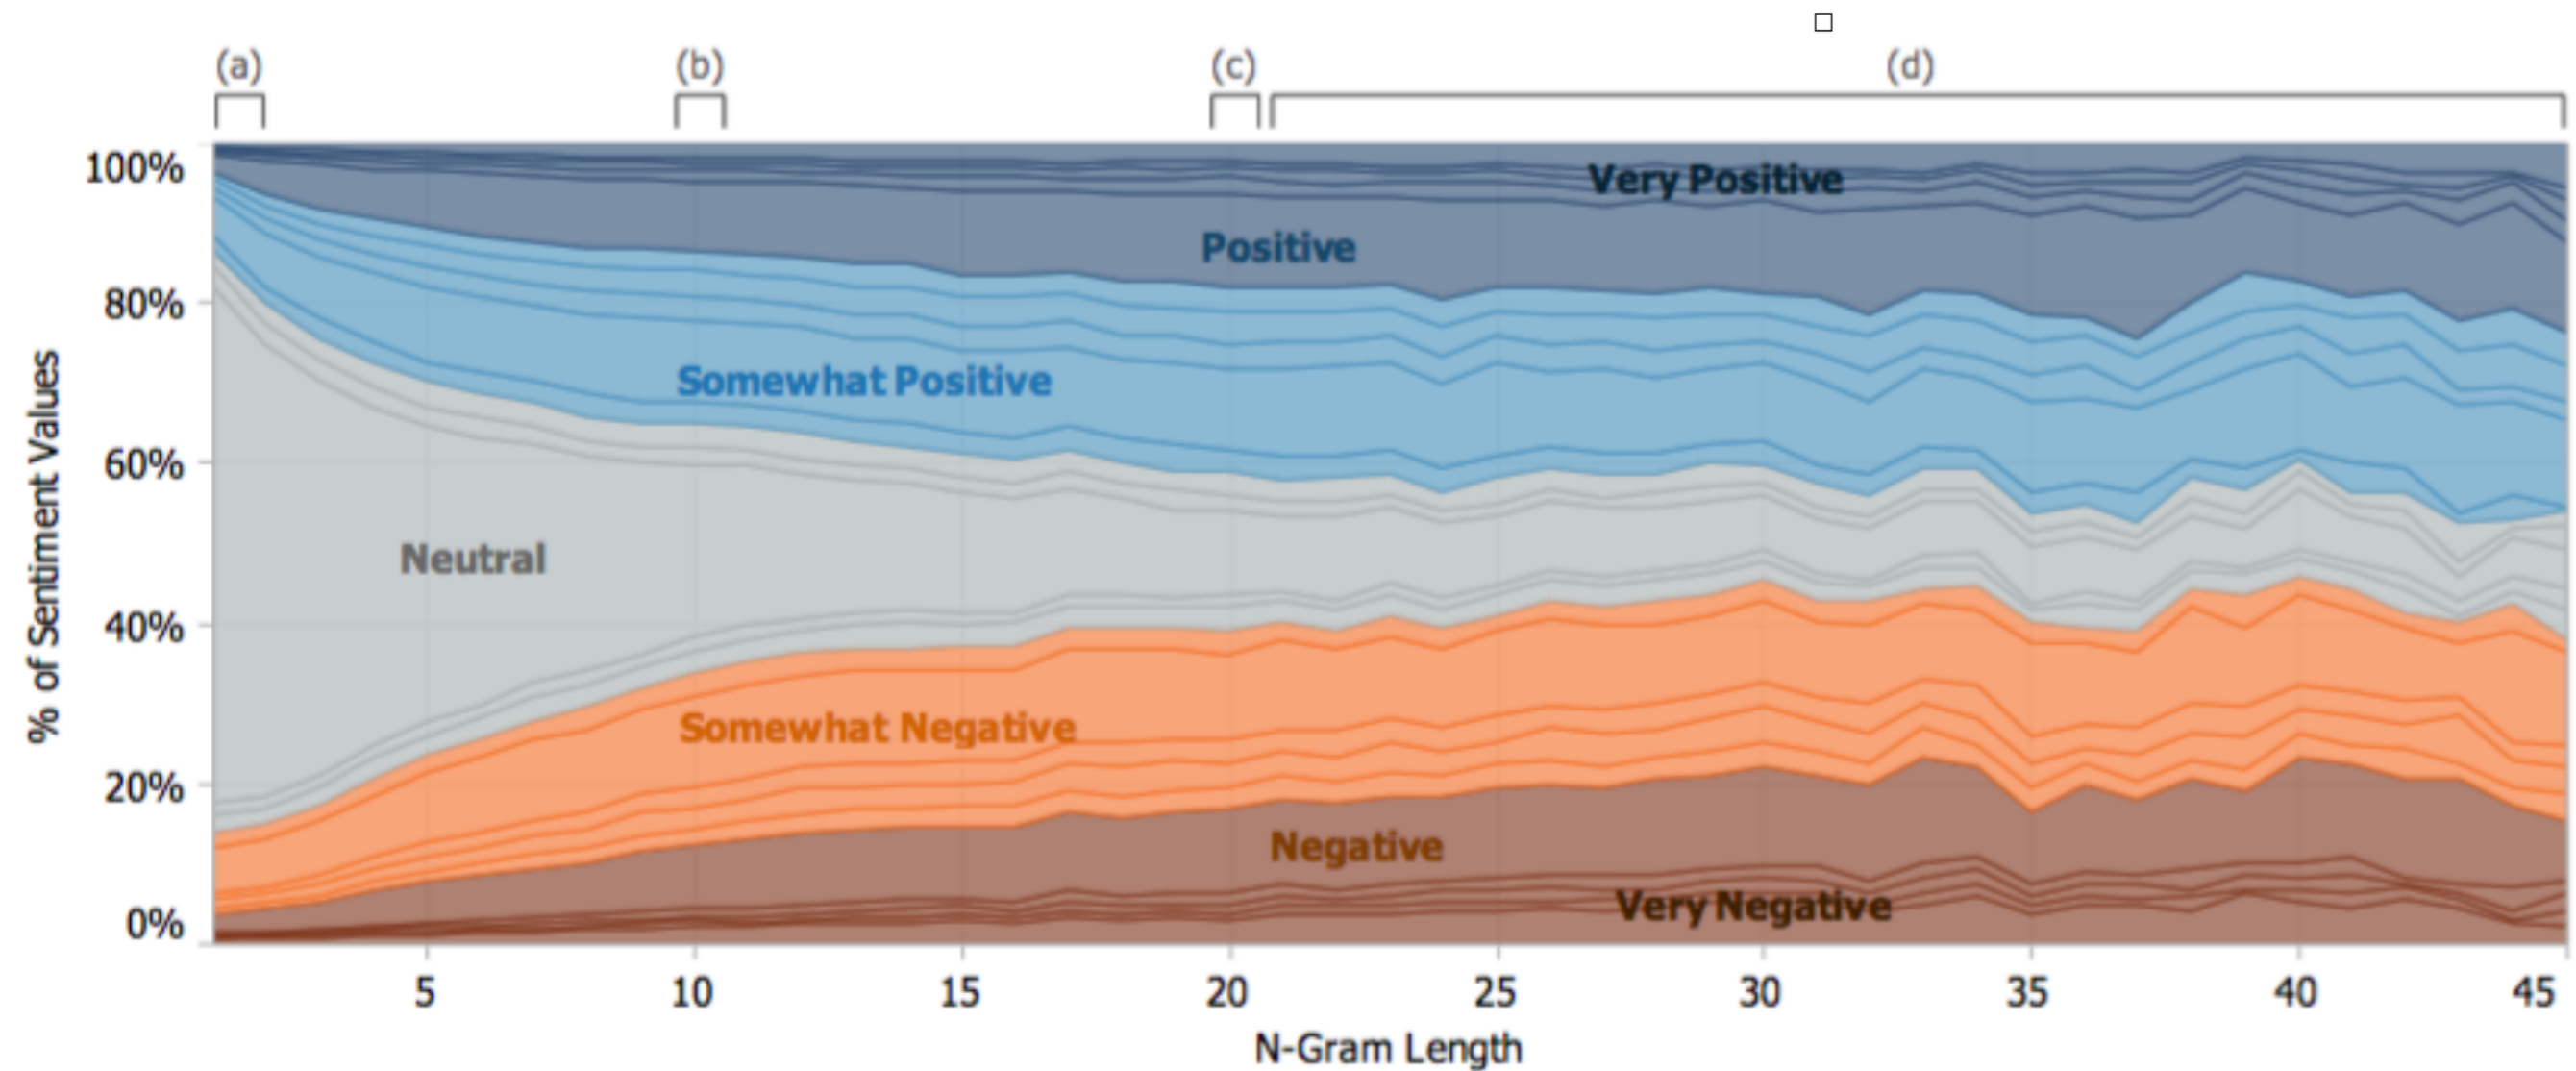 (a) (b) (c) (d)
100%
Very Positive
Positive
80%
Somewhat Positive
60%
Neutral
40%
Somewhat Negative
20%
Negative
Very Negative
0%
% of Sentiment Values
5 10 15 20 25 30 35 40 45
N-Gram Length